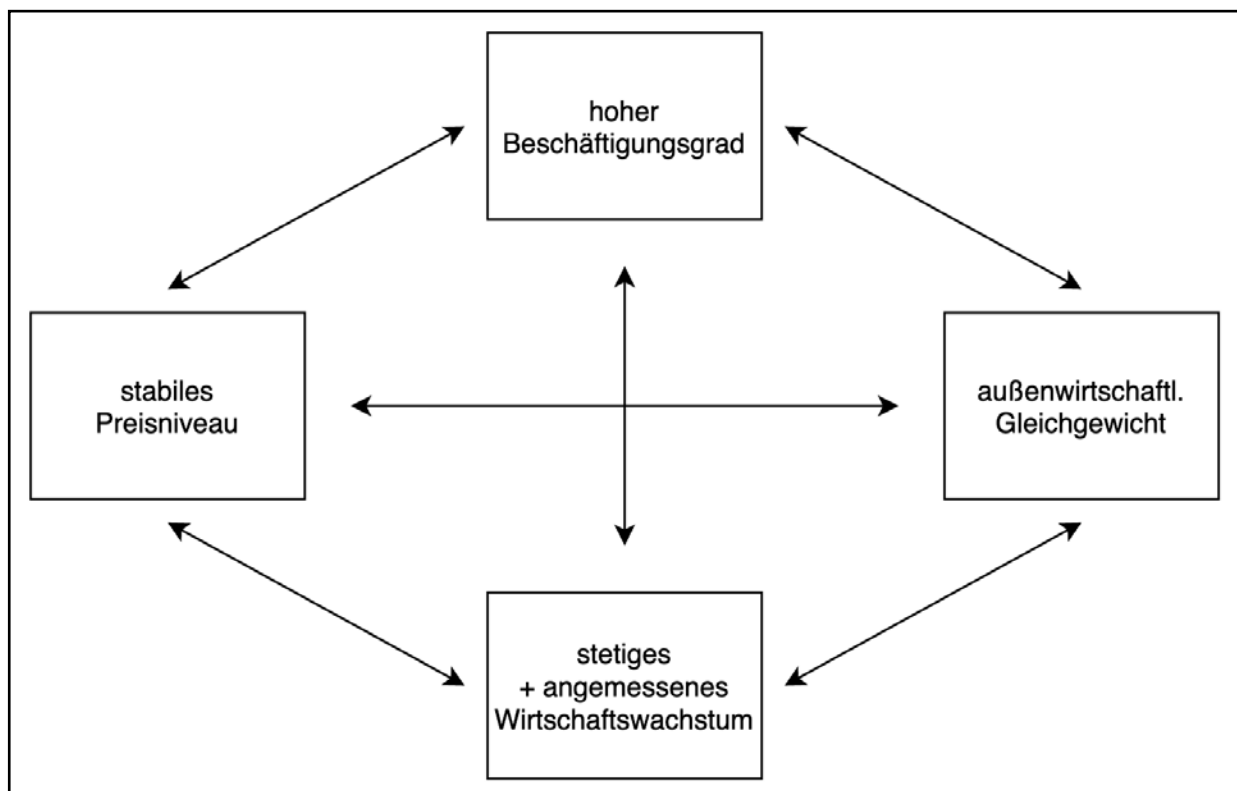 hoher
Beschäftigungsgrad
stabiles
Preisniveau
außenwirtschaftl.
Gleichgewicht
stetiges
+ angemessenes
Wirtschaftswachstum